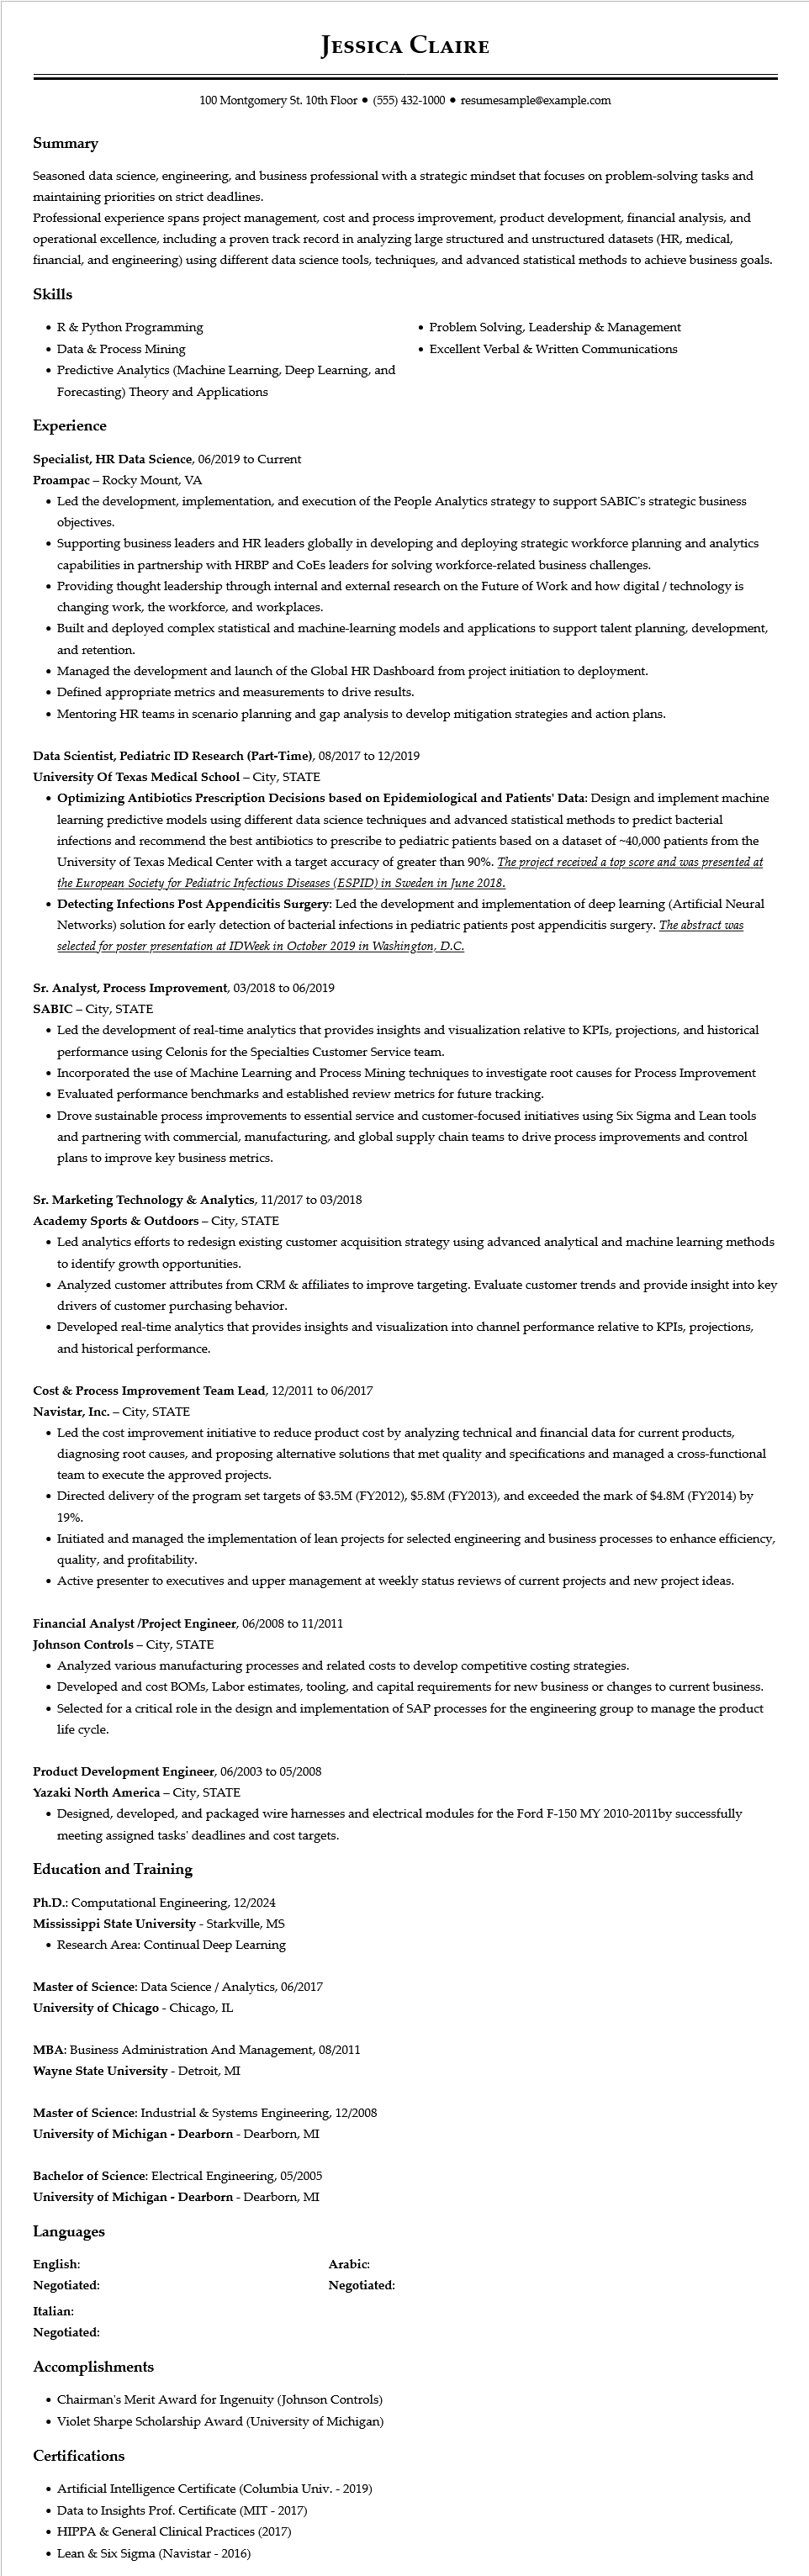 Jessica Claire
100 Montgomery St. 10th Floor ● (555) 432-1000 ● resumesample@example.com
Summary
Seasoned data science, engineering, and business professional with a strategic mindset that focuses on problem-solving tasks and
maintaining priorities on strict deadlines.
Professional experience spans project management, cost and process improvement, product development, financial analysis, and
operational excellence, including a proven track record in analyzing large structured and unstructured datasets (HR, medical,
financial, and engineering) using different data science tools, techniques, and advanced statistical methods to achieve business goals.
Skills
• R & Python Programming
• Data & Process Mining
• Predictive Analytics (Machine Learning, Deep Learning, and
Forecasting) Theory and Applications
• Problem Solving, Leadership & Management
• Excellent Verbal & Written Communications
Experience
Specialist, HR Data Science, 06/2019 to Current
Proampac – Rocky Mount, VA
• Led the development, implementation, and execution of the People Analytics strategy to support SABIC's strategic business
objectives.
• Supporting business leaders and HR leaders globally in developing and deploying strategic workforce planning and analytics
capabilities in partnership with HRBP and CoEs leaders for solving workforce-related business challenges.
• Providing thought leadership through internal and external research on the Future of Work and how digital / technology is
changing work, the workforce, and workplaces.
• Built and deployed complex statistical and machine-learning models and applications to support talent planning, development,
and retention.
• Managed the development and launch of the Global HR Dashboard from project initiation to deployment.
• Defined appropriate metrics and measurements to drive results.
• Mentoring HR teams in scenario planning and gap analysis to develop mitigation strategies and action plans.
Data Scientist, Pediatric ID Research (Part-Time), 08/2017 to 12/2019
University Of Texas Medical School – City, STATE
• Optimizing Antibiotics Prescription Decisions based on Epidemiological and Patients' Data: Design and implement machine
learning predictive models using different data science techniques and advanced statistical methods to predict bacterial
infections and recommend the best antibiotics to prescribe to pediatric patients based on a dataset of ~40,000 patients from the
University of Texas Medical Center with a target accuracy of greater than 90%. The project received a top score and was presented at
the European Society for Pediatric Infectious Diseases (ESPID) in Sweden in June 2018.
• Detecting Infections Post Appendicitis Surgery: Led the development and implementation of deep learning (Artificial Neural
Networks) solution for early detection of bacterial infections in pediatric patients post appendicitis surgery. The abstract was
selected for poster presentation at IDWeek in October 2019 in Washington, D.C.
Sr. Analyst, Process Improvement, 03/2018 to 06/2019
SABIC – City, STATE
• Led the development of real-time analytics that provides insights and visualization relative to KPIs, projections, and historical
performance using Celonis for the Specialties Customer Service team.
• Incorporated the use of Machine Learning and Process Mining techniques to investigate root causes for Process Improvement
• Evaluated performance benchmarks and established review metrics for future tracking.
• Drove sustainable process improvements to essential service and customer-focused initiatives using Six Sigma and Lean tools
and partnering with commercial, manufacturing, and global supply chain teams to drive process improvements and control
plans to improve key business metrics.
Sr. Marketing Technology & Analytics, 11/2017 to 03/2018
Academy Sports & Outdoors – City, STATE
• Led analytics efforts to redesign existing customer acquisition strategy using advanced analytical and machine learning methods
to identify growth opportunities.
• Analyzed customer attributes from CRM & affiliates to improve targeting. Evaluate customer trends and provide insight into key
drivers of customer purchasing behavior.
• Developed real-time analytics that provides insights and visualization into channel performance relative to KPIs, projections,
and historical performance.
Cost & Process Improvement Team Lead, 12/2011 to 06/2017
Navistar, Inc. – City, STATE
• Led the cost improvement initiative to reduce product cost by analyzing technical and financial data for current products,
diagnosing root causes, and proposing alternative solutions that met quality and specifications and managed a cross-functional
team to execute the approved projects.
• Directed delivery of the program set targets of $3.5M (FY2012), $5.8M (FY2013), and exceeded the mark of $4.8M (FY2014) by
19%.
• Initiated and managed the implementation of lean projects for selected engineering and business processes to enhance efficiency,
quality, and profitability.
• Active presenter to executives and upper management at weekly status reviews of current projects and new project ideas.
Financial Analyst /Project Engineer, 06/2008 to 11/2011
Johnson Controls – City, STATE
• Analyzed various manufacturing processes and related costs to develop competitive costing strategies.
• Developed and cost BOMs, Labor estimates, tooling, and capital requirements for new business or changes to current business.
• Selected for a critical role in the design and implementation of SAP processes for the engineering group to manage the product
life cycle.
Product Development Engineer, 06/2003 to 05/2008
Yazaki North America – City, STATE
• Designed, developed, and packaged wire harnesses and electrical modules for the Ford F-150 MY 2010-2011by successfully
meeting assigned tasks' deadlines and cost targets.
Education and Training
Ph.D.: Computational Engineering, 12/2024
Mississippi State University - Starkville, MS
• Research Area: Continual Deep Learning
Master of Science: Data Science / Analytics, 06/2017
University of Chicago - Chicago, IL
MBA: Business Administration And Management, 08/2011
Wayne State University - Detroit, MI
Master of Science: Industrial & Systems Engineering, 12/2008
University of Michigan - Dearborn - Dearborn, MI
Bachelor of Science: Electrical Engineering, 05/2005
University of Michigan - Dearborn - Dearborn, MI
Languages
English:
Negotiated:
Arabic:
Negotiated:
Italian:
Negotiated:
Accomplishments
• Chairman's Merit Award for Ingenuity (Johnson Controls)
• Violet Sharpe Scholarship Award (University of Michigan)
Certifications
• Artificial Intelligence Certificate (Columbia Univ. - 2019)
• Data to Insights Prof. Certificate (MIT - 2017)
• HIPPA & General Clinical Practices (2017)
• Lean & Six Sigma (Navistar - 2016)